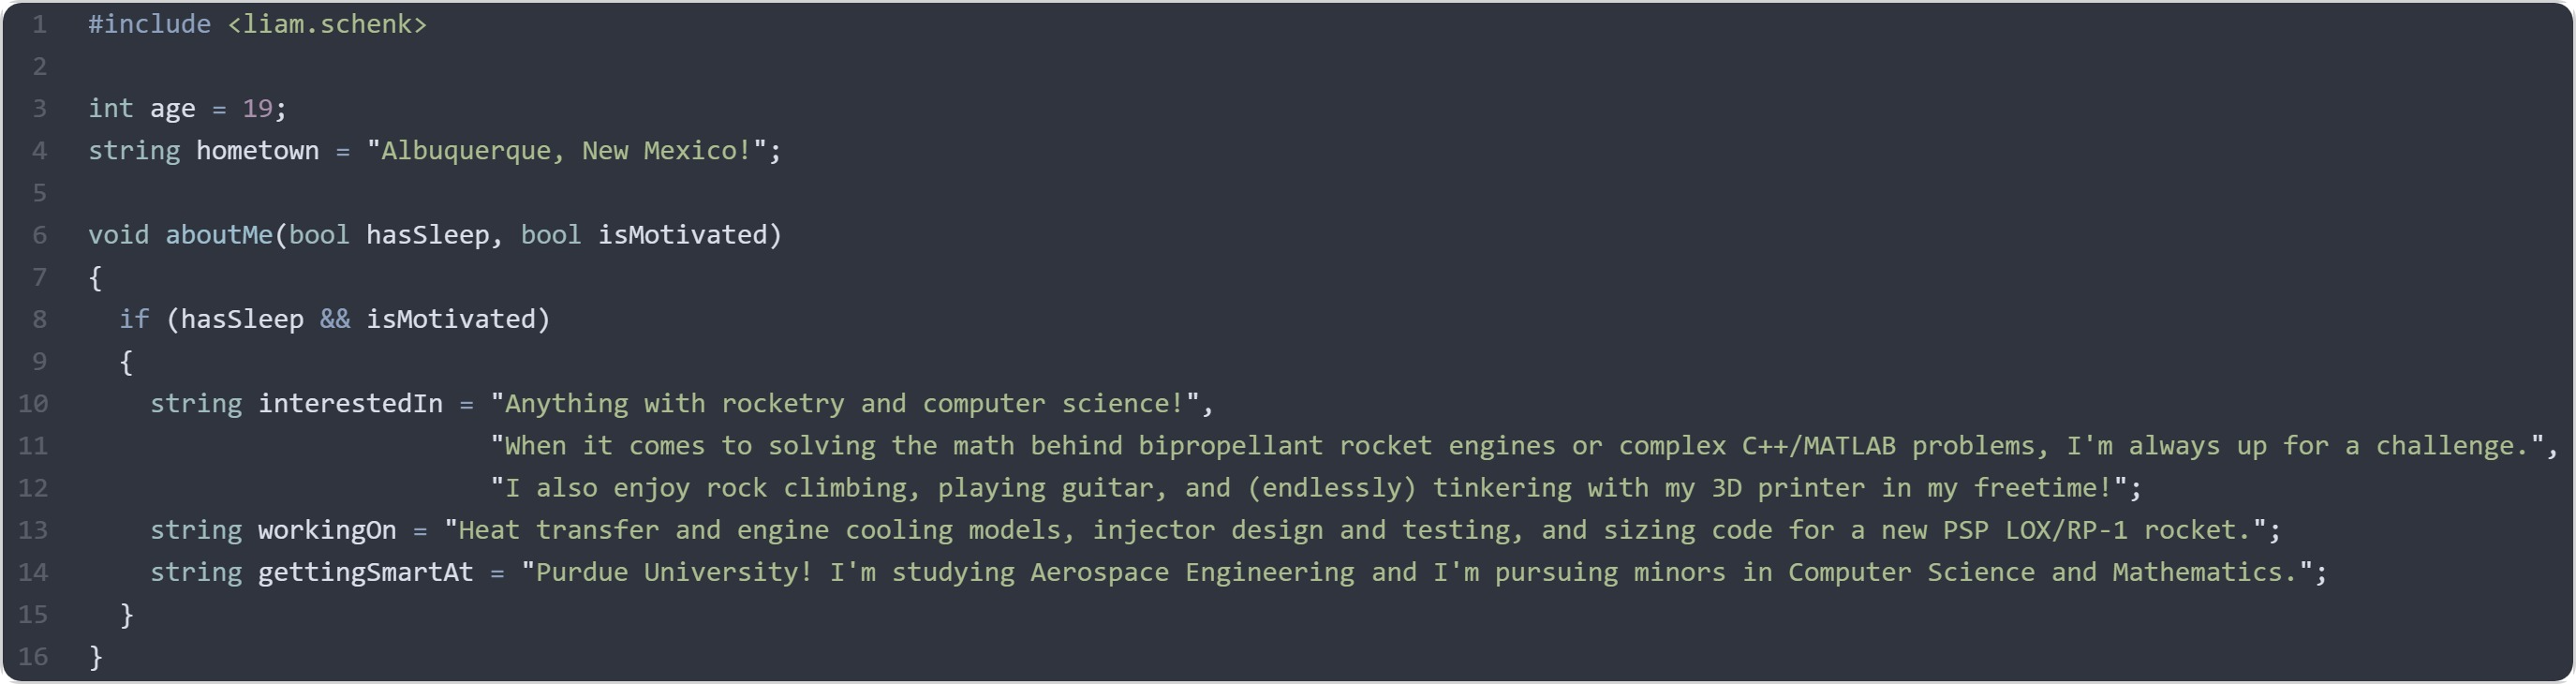 1 #include <liam.schenk>
2
3 int age = 19;
4 string hometown = "Albuquerque, New Mexico!";
5
6 void aboutMe(bool hasSleep, bool isMotivated)
7 {
8   if (hasSleep && isMotivated)
9   {
10     string interestedIn = "Anything with rocketry and computer science!",
11                           "When it comes to solving the math behind bipropellant rocket engines or complex C++/MATLAB problems, I'm always up for a challenge.",
12                           "I also enjoy rock climbing, playing guitar, and (endlessly) tinkering with my 3D printer in my freetime!";
13     string workingOn = "Heat transfer and engine cooling models, injector design and testing, and sizing code for a new PSP LOX/RP-1 rocket.";
14     string gettingSmartAt = "Purdue University! I'm studying Aerospace Engineering and I'm pursuing minors in Computer Science and Mathematics.";
15   }
16 }